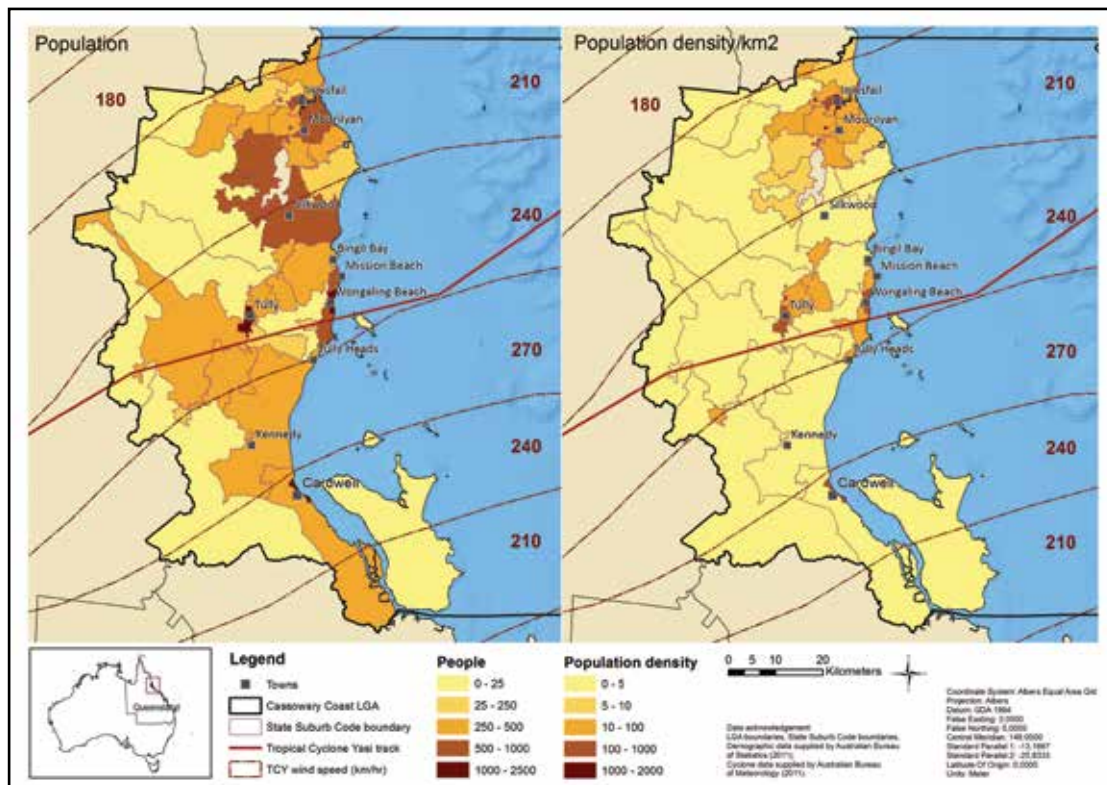 Population
180
210
Innisfail
Mourilyan
Silkwood
240
Bingil Bay
Mission Beach
Wongaling Beach
Tully
Tully Heads
270
Kennedy
240
Cardwell
210
Population density/km2
180
210
Innisfail
Mourilyan
Silkwood
240
Bingil Bay
Mission Beach
Wongaling Beach
Tully
Tully Heads
270
Kennedy
240
Cardwell
210
Queensland
Legend
Towns
Cassowary Coast LGA
State Suburb Code boundary
Tropical Cyclone Yasi track
TCY wind speed (km/hr)
People
0 - 25
25 - 250
250 - 500
500 - 1000
1000 - 2500
Population density
0 - 5
5 - 10
10 - 100
100 - 1000
1000 - 2000
0 5 10 20
Kilometers
Data acknowledgement
LGA boundaries, State Suburb Code boundaries,
Demographic data supplied by Australian Bureau
of Statistics (2011);
Cyclone data supplied by Australian Bureau
of Meteorology (2011).
Coordinate System: Albers Equal Area Grid
Projection: Albers
Datum: GDA 1994
False Easting: 0.0000
False Northing: 0.0000
Central Meridian:
Standard Parallel 1:
Standard Parallel 2:
Latitude Of Origin: 0.0000
Units: Meter